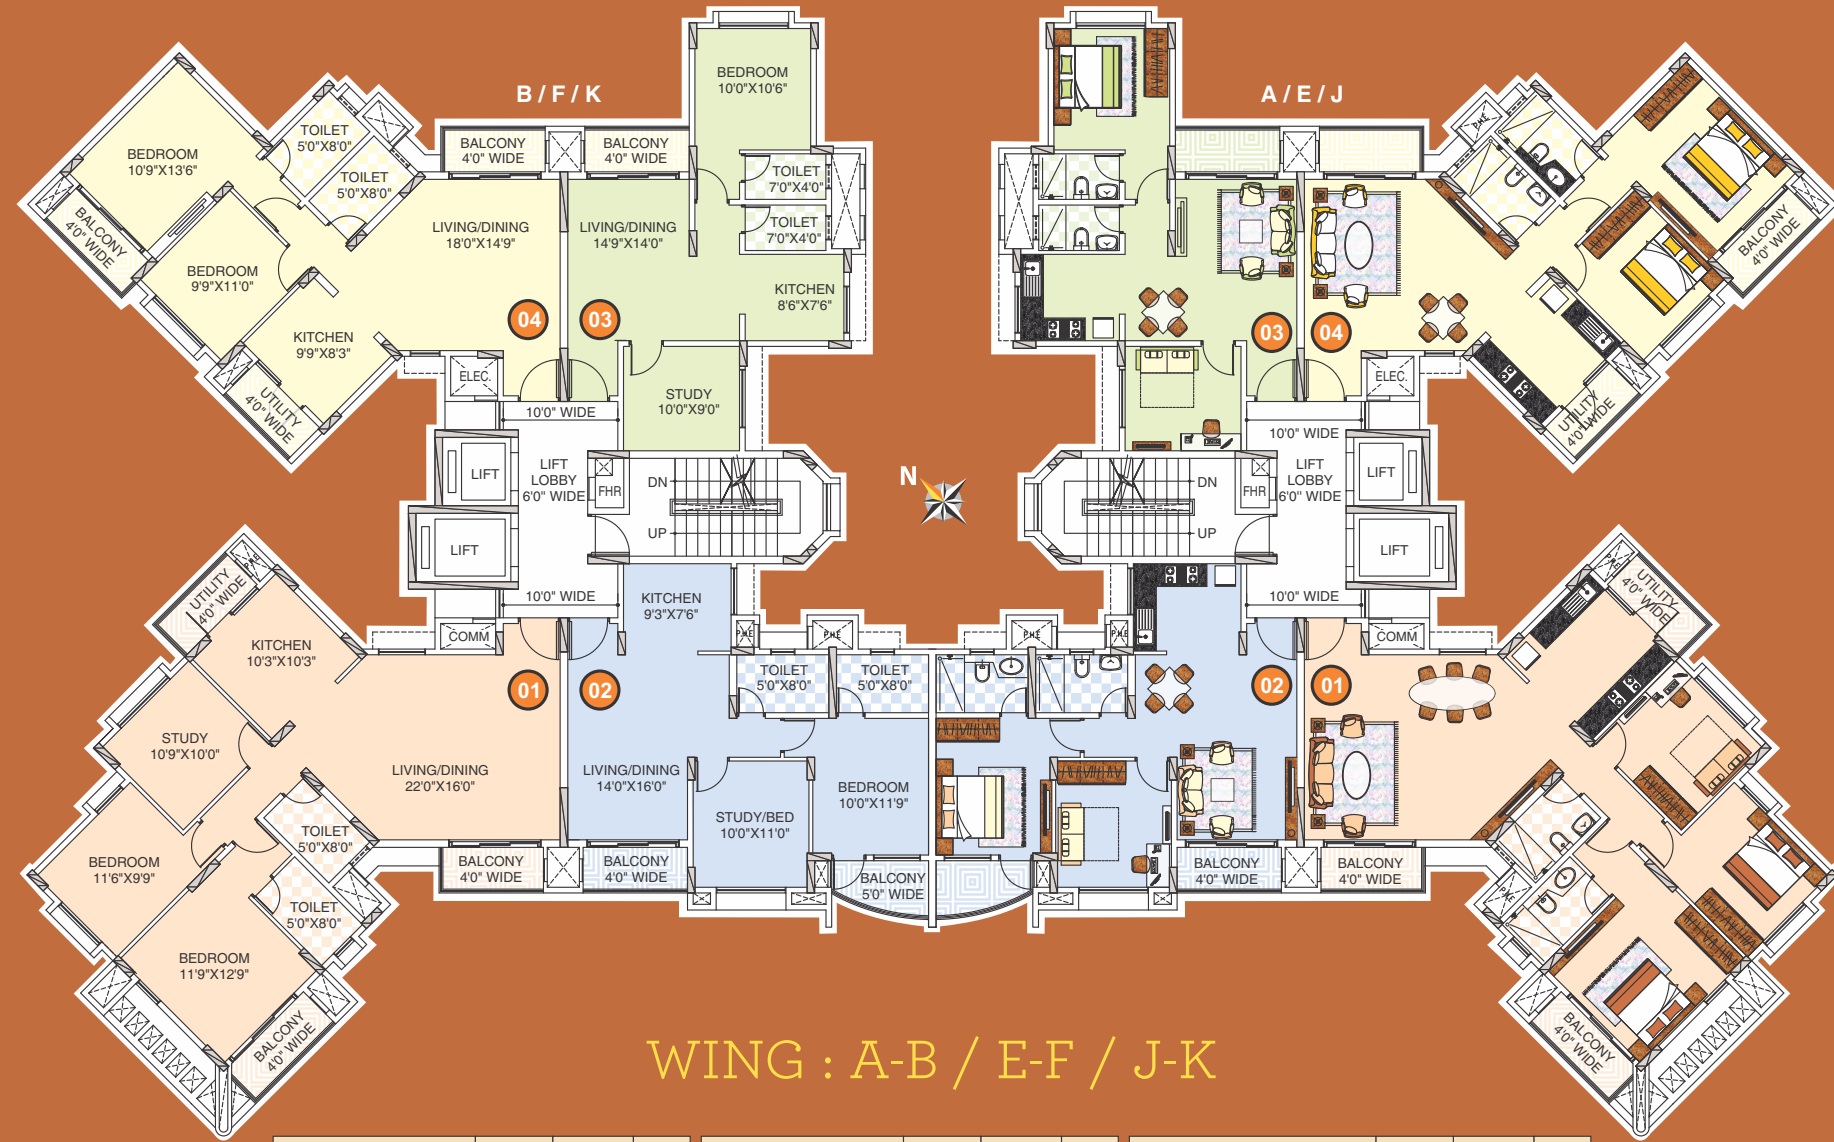 B / F / K
A / E / J
BEDROOM
10'0"X10'6"
TOILET
5'0"X8'0"
BALCONY
4'0" WIDE
BALCONY
4'0" WIDE
BEDROOM
10'9"X13'6"
TOILET
5'0"X8'0"
TOILET
7'0"X4'0"
TOILET
7'0"X4'0"
BALCONY
4'0" WIDE
LIVING/DINING
18'0"X14'9"
LIVING/DINING
14'9"X14'0"
BEDROOM
9'9"X11'0"
KITCHEN
8'6"X7'6"
04
03
KITCHEN
9'9"X8'3"
ELEC.
STUDY
10'0"X9'0"
UTILITY
4'0" WIDE
10'0" WIDE
LIFT
LIFT
LOBBY
6'0" WIDE
FHR
DN
UP
LIFT
10'0" WIDE
N
P.H.E
BALCONY
4'0" WIDE
03
04
ELEC.
UTILITY
4'0" WIDE
10'0" WIDE
LIFT
LOBBY
6'0" WIDE
FHR
DN
UP
LIFT
LIFT
10'0" WIDE
UTILITY
4'0" WIDE
P.H.E
KITCHEN
9'3"X7'6"
COMM
KITCHEN
10'3"X10'3"
P.H.E
P.H.E
P.H.E
P.H.E
COMM
P.H.E
UTILITY
4'0" WIDE
01
02
TOILET
5'0"X8'0"
TOILET
5'0"X8'0"
02
01
STUDY
10'9"X10'0"
LIVING/DINING
22'0"X16'0"
LIVING/DINING
14'0"X16'0"
BEDROOM
10'0"X11'9"
STUDY/BED
10'0"X11'0"
TOILET
5'0"X8'0"
BEDROOM
11'6"X9'9"
BALCONY
4'0" WIDE
BALCONY
4'0" WIDE
BALCONY
5'0" WIDE
BALCONY
4'0" WIDE
BALCONY
4'0" WIDE
P.H.E
TOILET
5'0"X8'0"
BEDROOM
11'9"X12'9"
BALCONY
4'0" WIDE
BALCONY
4'0" WIDE
WING : A-B / E-F / J-K